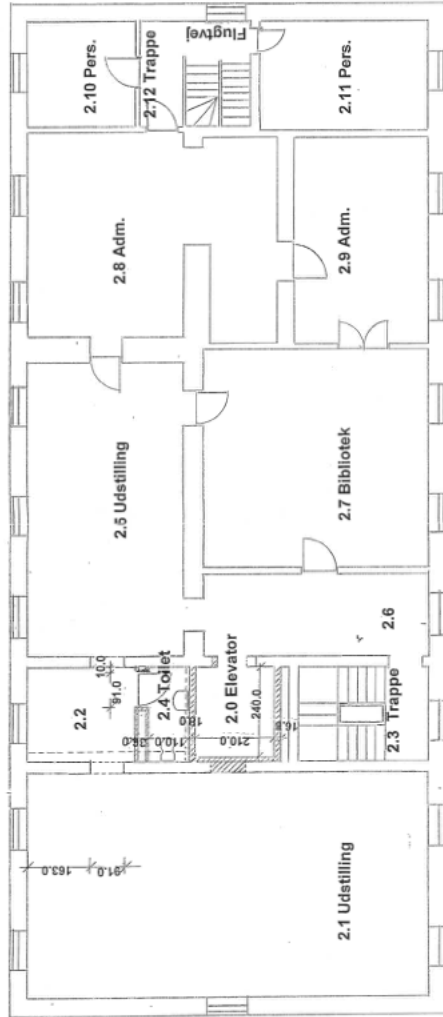 2.10 Pers.
2.12 Trappe
Flugtvej
2.11 Pers.
2.8 Adm.
2.9 Adm.
2.5 Udstilling
2.7 Bibliotek
2.6
2.2
10.0
91.0
2.4 Toilet
36.0
110.0
18.0
2.0 Elevator
240.0
210.0
2.3 Trappe
163.0
91.0
2.1 Udstilling